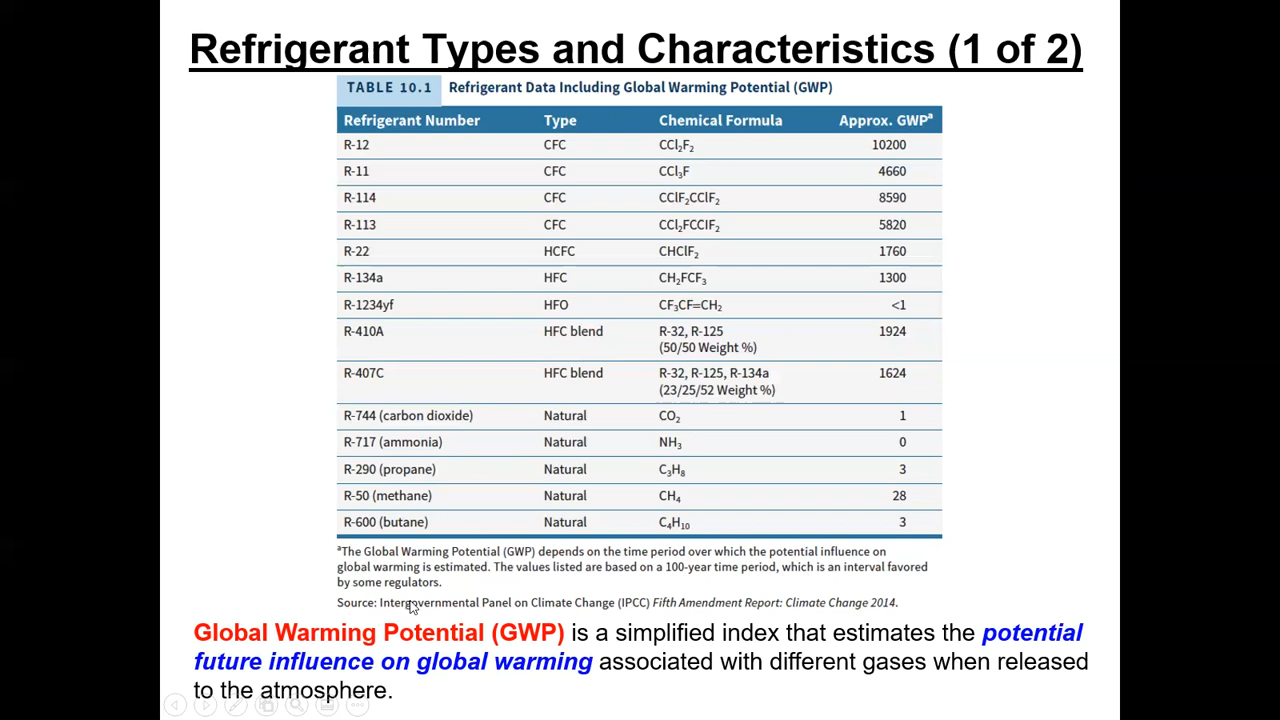 Refrigerant Types and Characteristics (1 of 2)
TABLE 10.1 Refrigerant Data Including Global Warming Potential (GWP)
Refrigerant Number Type Chemical Formula Approx. GWPᵃ
R-12 CFC CCl₂F₂ 10200
R-11 CFC CCl₃F 4660
R-114 CFC CClF₂CClF₂ 8590
R-113 CFC CCl₂FCClF₂ 5820
R-22 HCFC CHClF₂ 1760
R-134a HFC CH₂FCF₃ 1300
R-1234yf HFO CF₃CF=CH₂ <1
R-410A HFC blend R-32, R-125 1924
(50/50 Weight %)
R-407C HFC blend R-32, R-125, R-134a 1624
(23/25/52 Weight %)
R-744 (carbon dioxide) Natural CO₂ 1
R-717 (ammonia) Natural NH₃ 0
R-290 (propane) Natural C₃H₈ 3
R-50 (methane) Natural CH₄ 28
R-600 (butane) Natural C₄H₁₀ 3
ᵃThe Global Warming Potential (GWP) depends on the time period over which the potential influence on
global warming is estimated. The values listed are based on a 100-year time period, which is an interval favored
by some regulators.
Source: Intergovernmental Panel on Climate Change (IPCC) Fifth Amendment Report: Climate Change 2014.
Global Warming Potential (GWP) is a simplified index that estimates the potential
future influence on global warming associated with different gases when released
to the atmosphere.